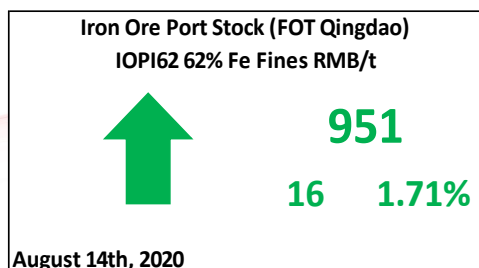 Iron Ore Port Stock (FOT Qingdao)
IOPI62 62% Fe Fines RMB/t
951
16 1.71%
August 14th, 2020